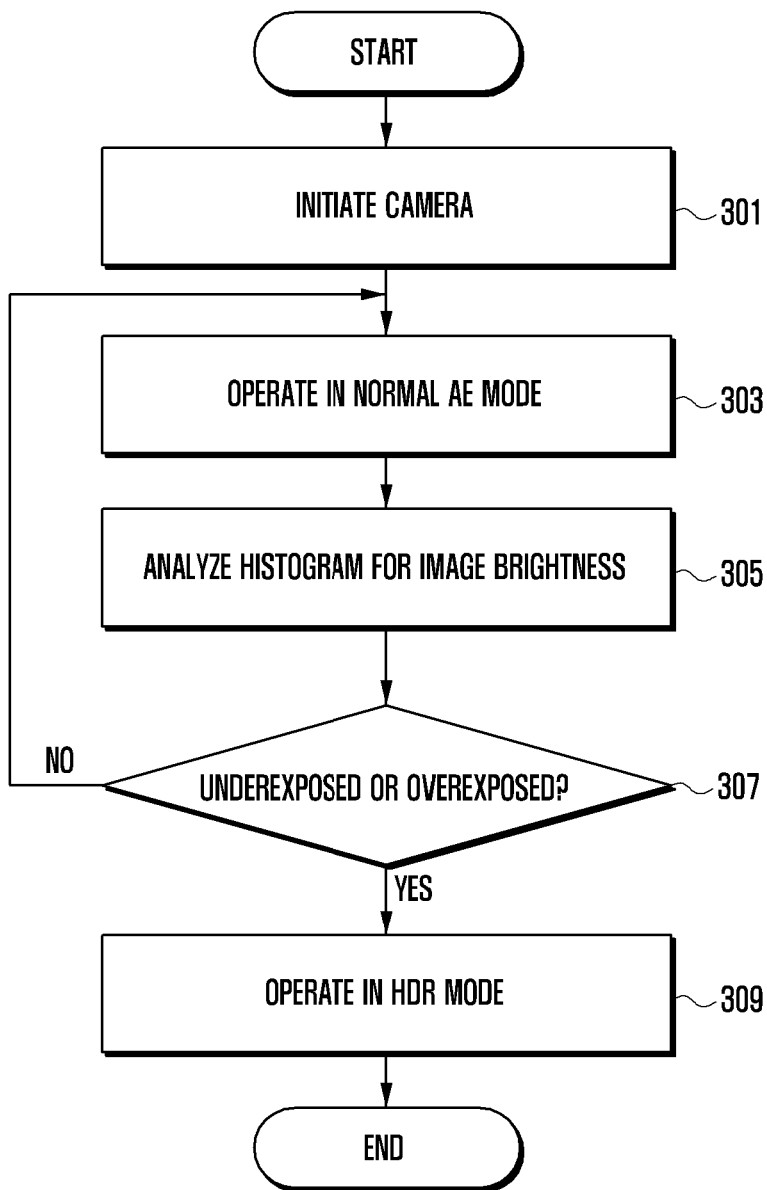 START
INITIATE CAMERA
301
OPERATE IN NORMAL AE MODE
303
ANALYZE HISTOGRAM FOR IMAGE BRIGHTNESS
305
NO
UNDEREXPOSED OR OVEREXPOSED?
307
YES
OPERATE IN HDR MODE
309
END